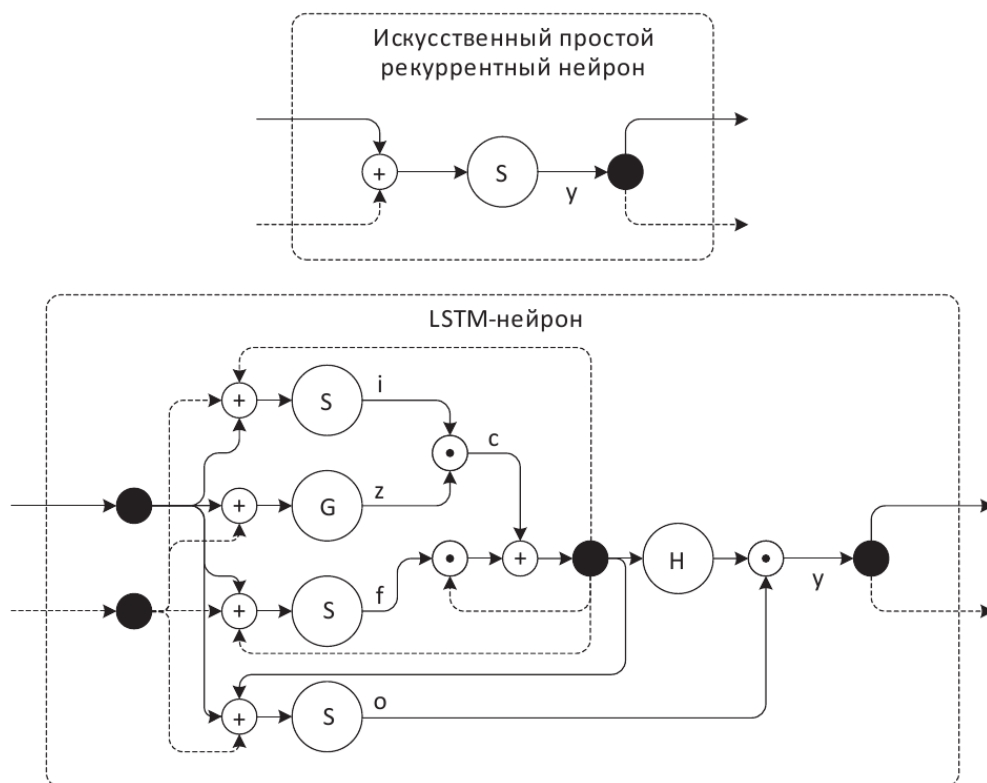 Искусственный простой
рекуррентный нейрон
+
S
y
LSTM-нейрон
+
S
i
c
+
G
z
+
S
f
+
H
y
+
S
o